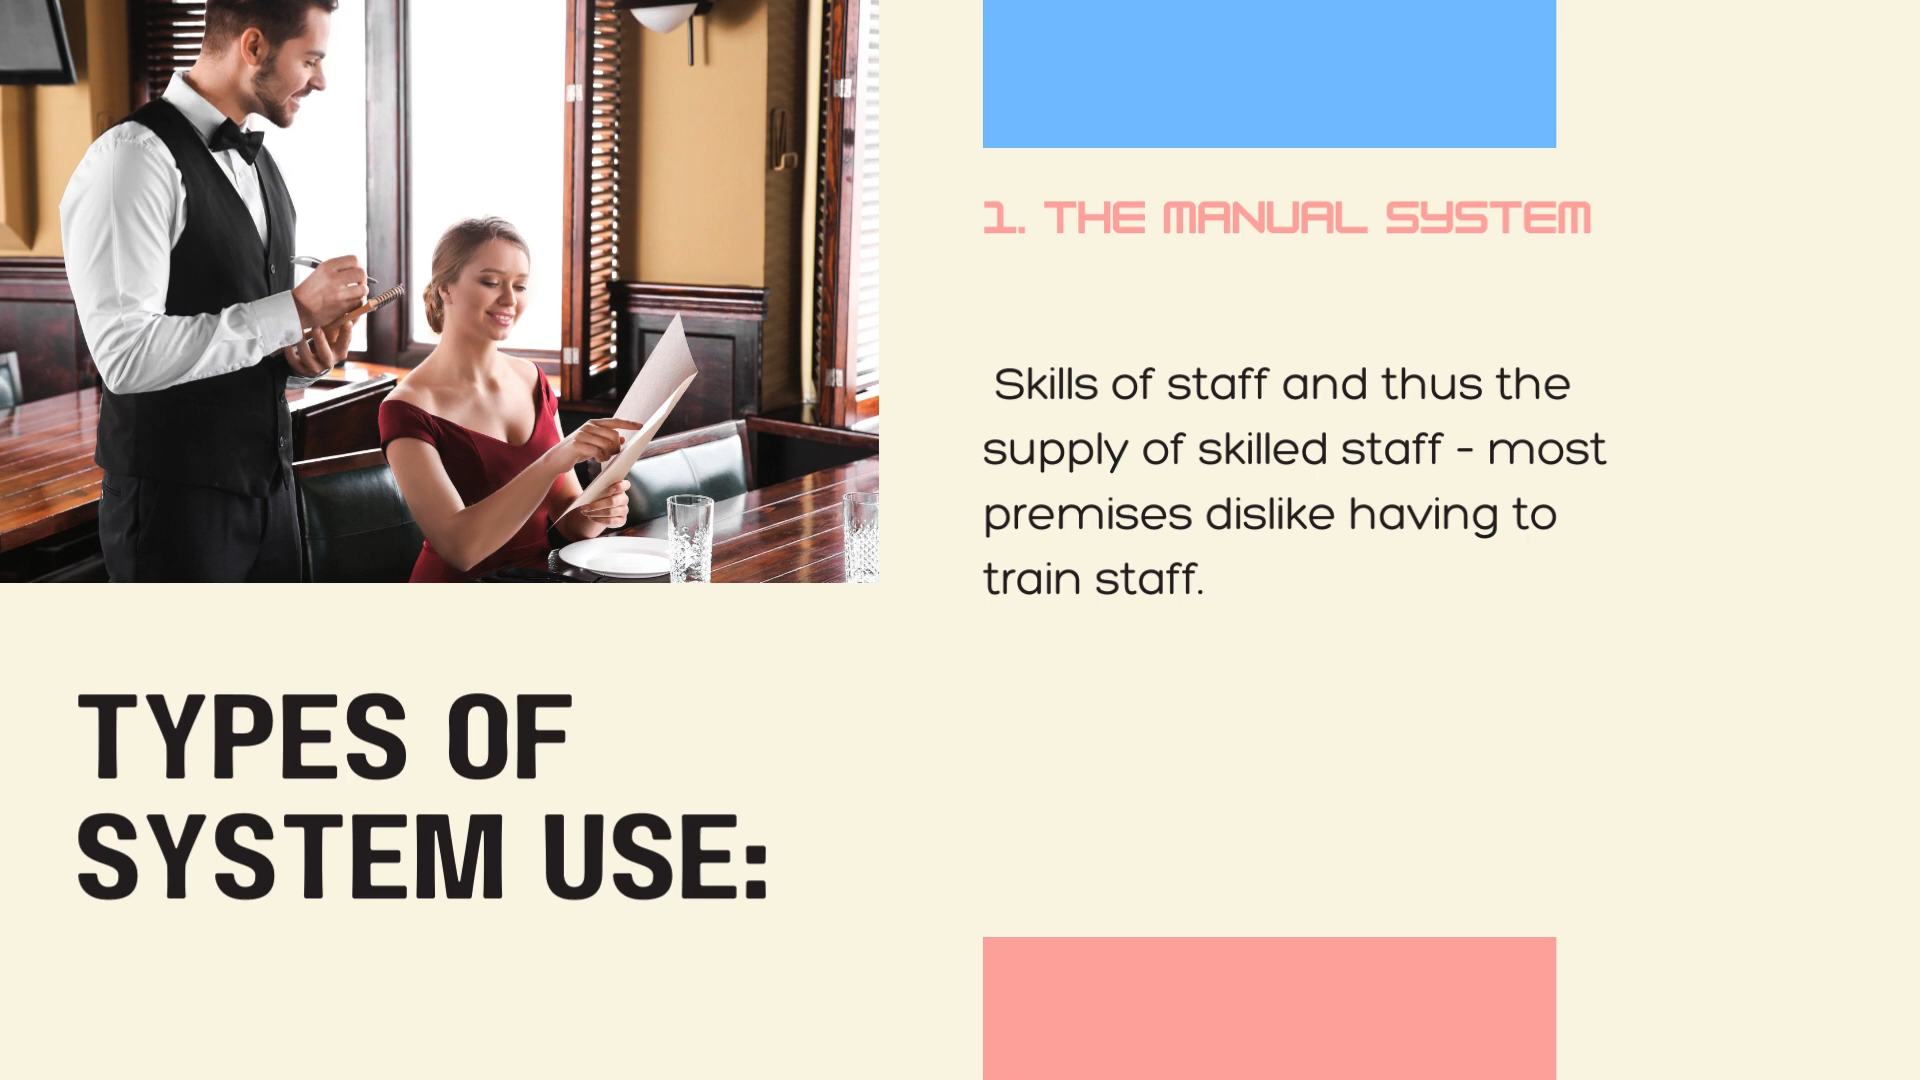 1. THE MANUAL SYSTEM
Skills of staff and thus the
supply of skilled staff - most
premises dislike having to
train staff.
TYPES OF
SYSTEM USE: